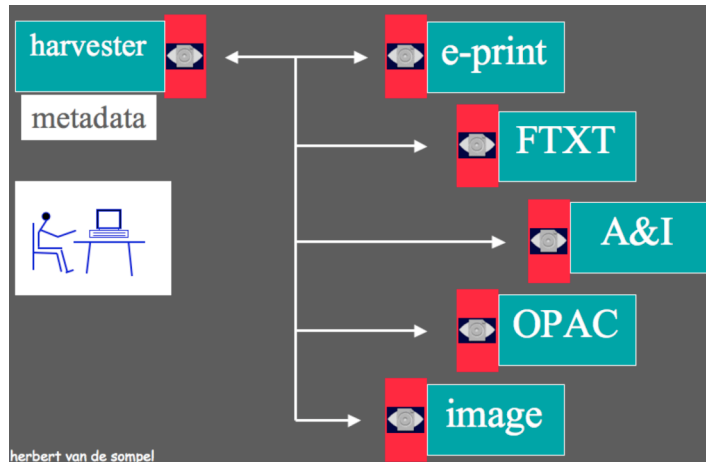 harvester
metadata
e-print
FTXT
A&I
OPAC
image
herbert van de sompel